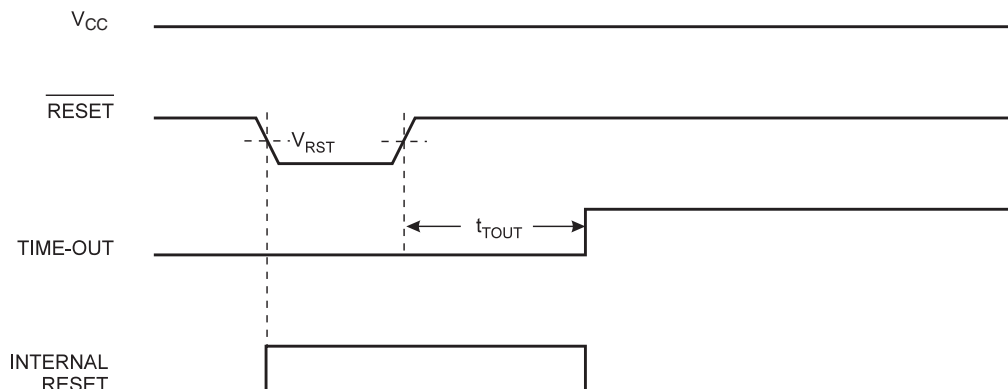 VCC
RESET
VRST
tTOUT
TIME-OUT
INTERNAL
RESET